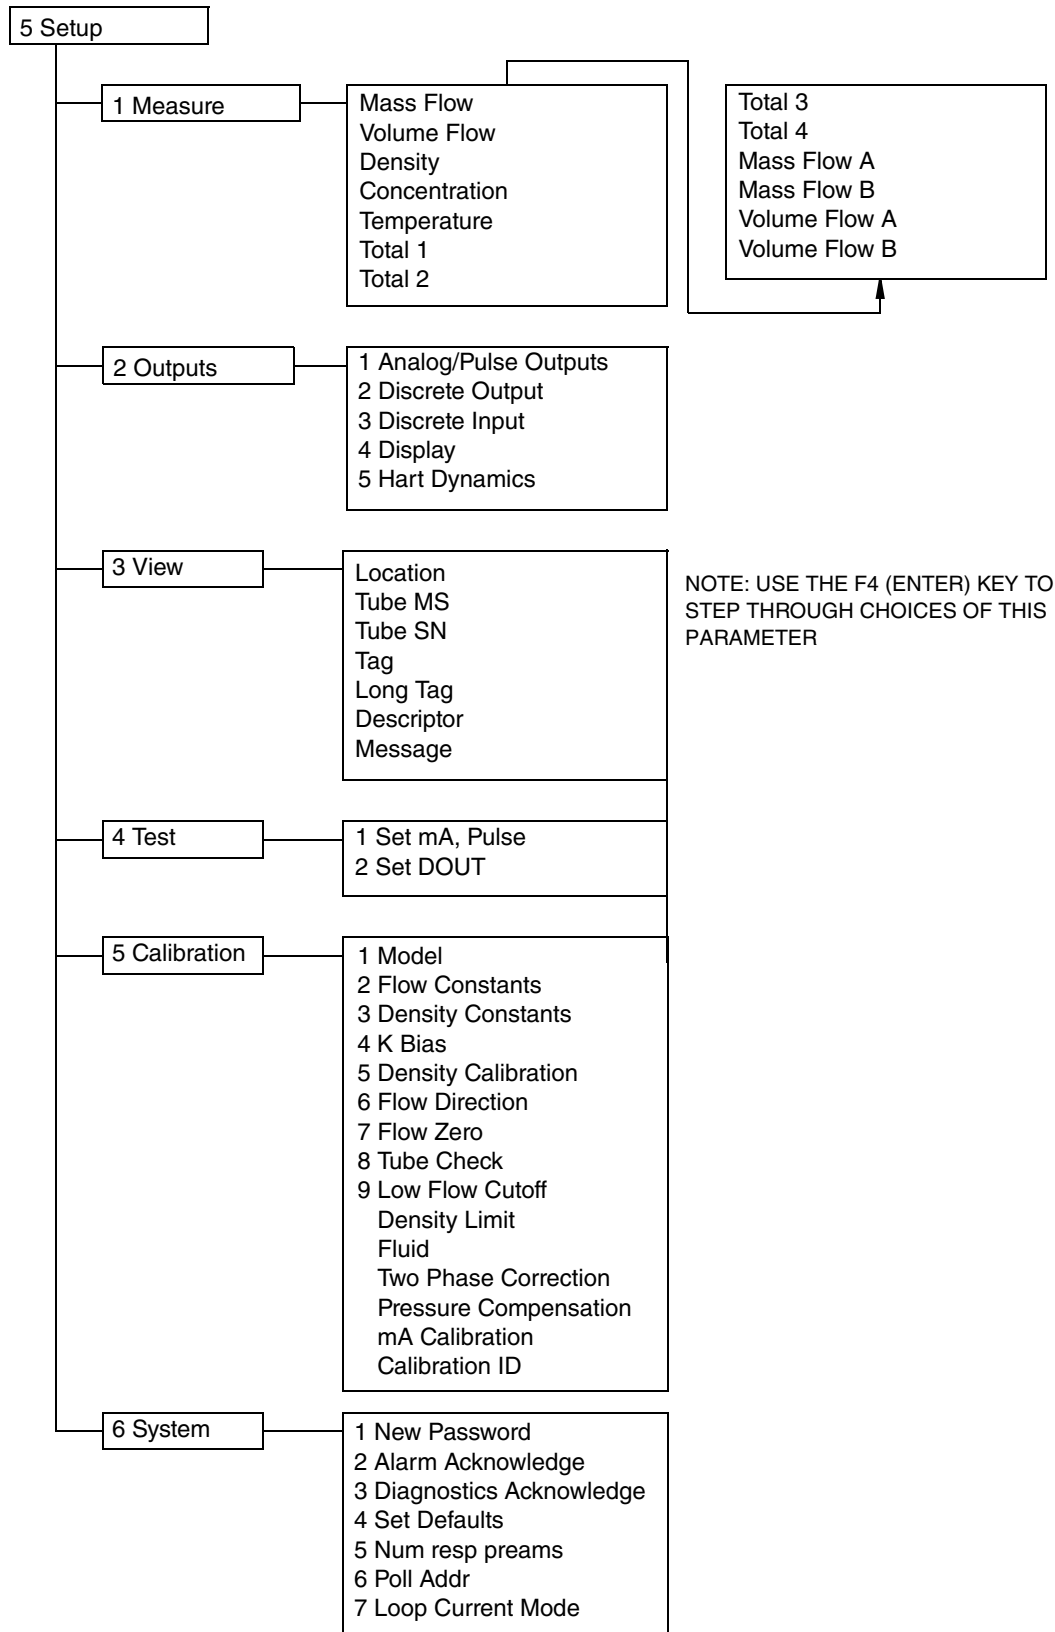 5 Setup
1 Measure
Mass Flow
Volume Flow
Density
Concentration
Temperature
Total 1
Total 2
Total 3
Total 4
Mass Flow A
Mass Flow B
Volume Flow A
Volume Flow B
2 Outputs
1 Analog/Pulse Outputs
2 Discrete Output
3 Discrete Input
4 Display
5 Hart Dynamics
3 View
Location
Tube MS
Tube SN
Tag
Long Tag
Descriptor
Message
NOTE: USE THE F4 (ENTER) KEY TO
STEP THROUGH CHOICES OF THIS
PARAMETER
4 Test
1 Set mA, Pulse
2 Set DOUT
5 Calibration
1 Model
2 Flow Constants
3 Density Constants
4 K Bias
5 Density Calibration
6 Flow Direction
7 Flow Zero
8 Tube Check
9 Low Flow Cutoff
Density Limit
Fluid
Two Phase Correction
Pressure Compensation
mA Calibration
Calibration ID
6 System
1 New Password
2 Alarm Acknowledge
3 Diagnostics Acknowledge
4 Set Defaults
5 Num resp preams
6 Poll Addr
7 Loop Current Mode